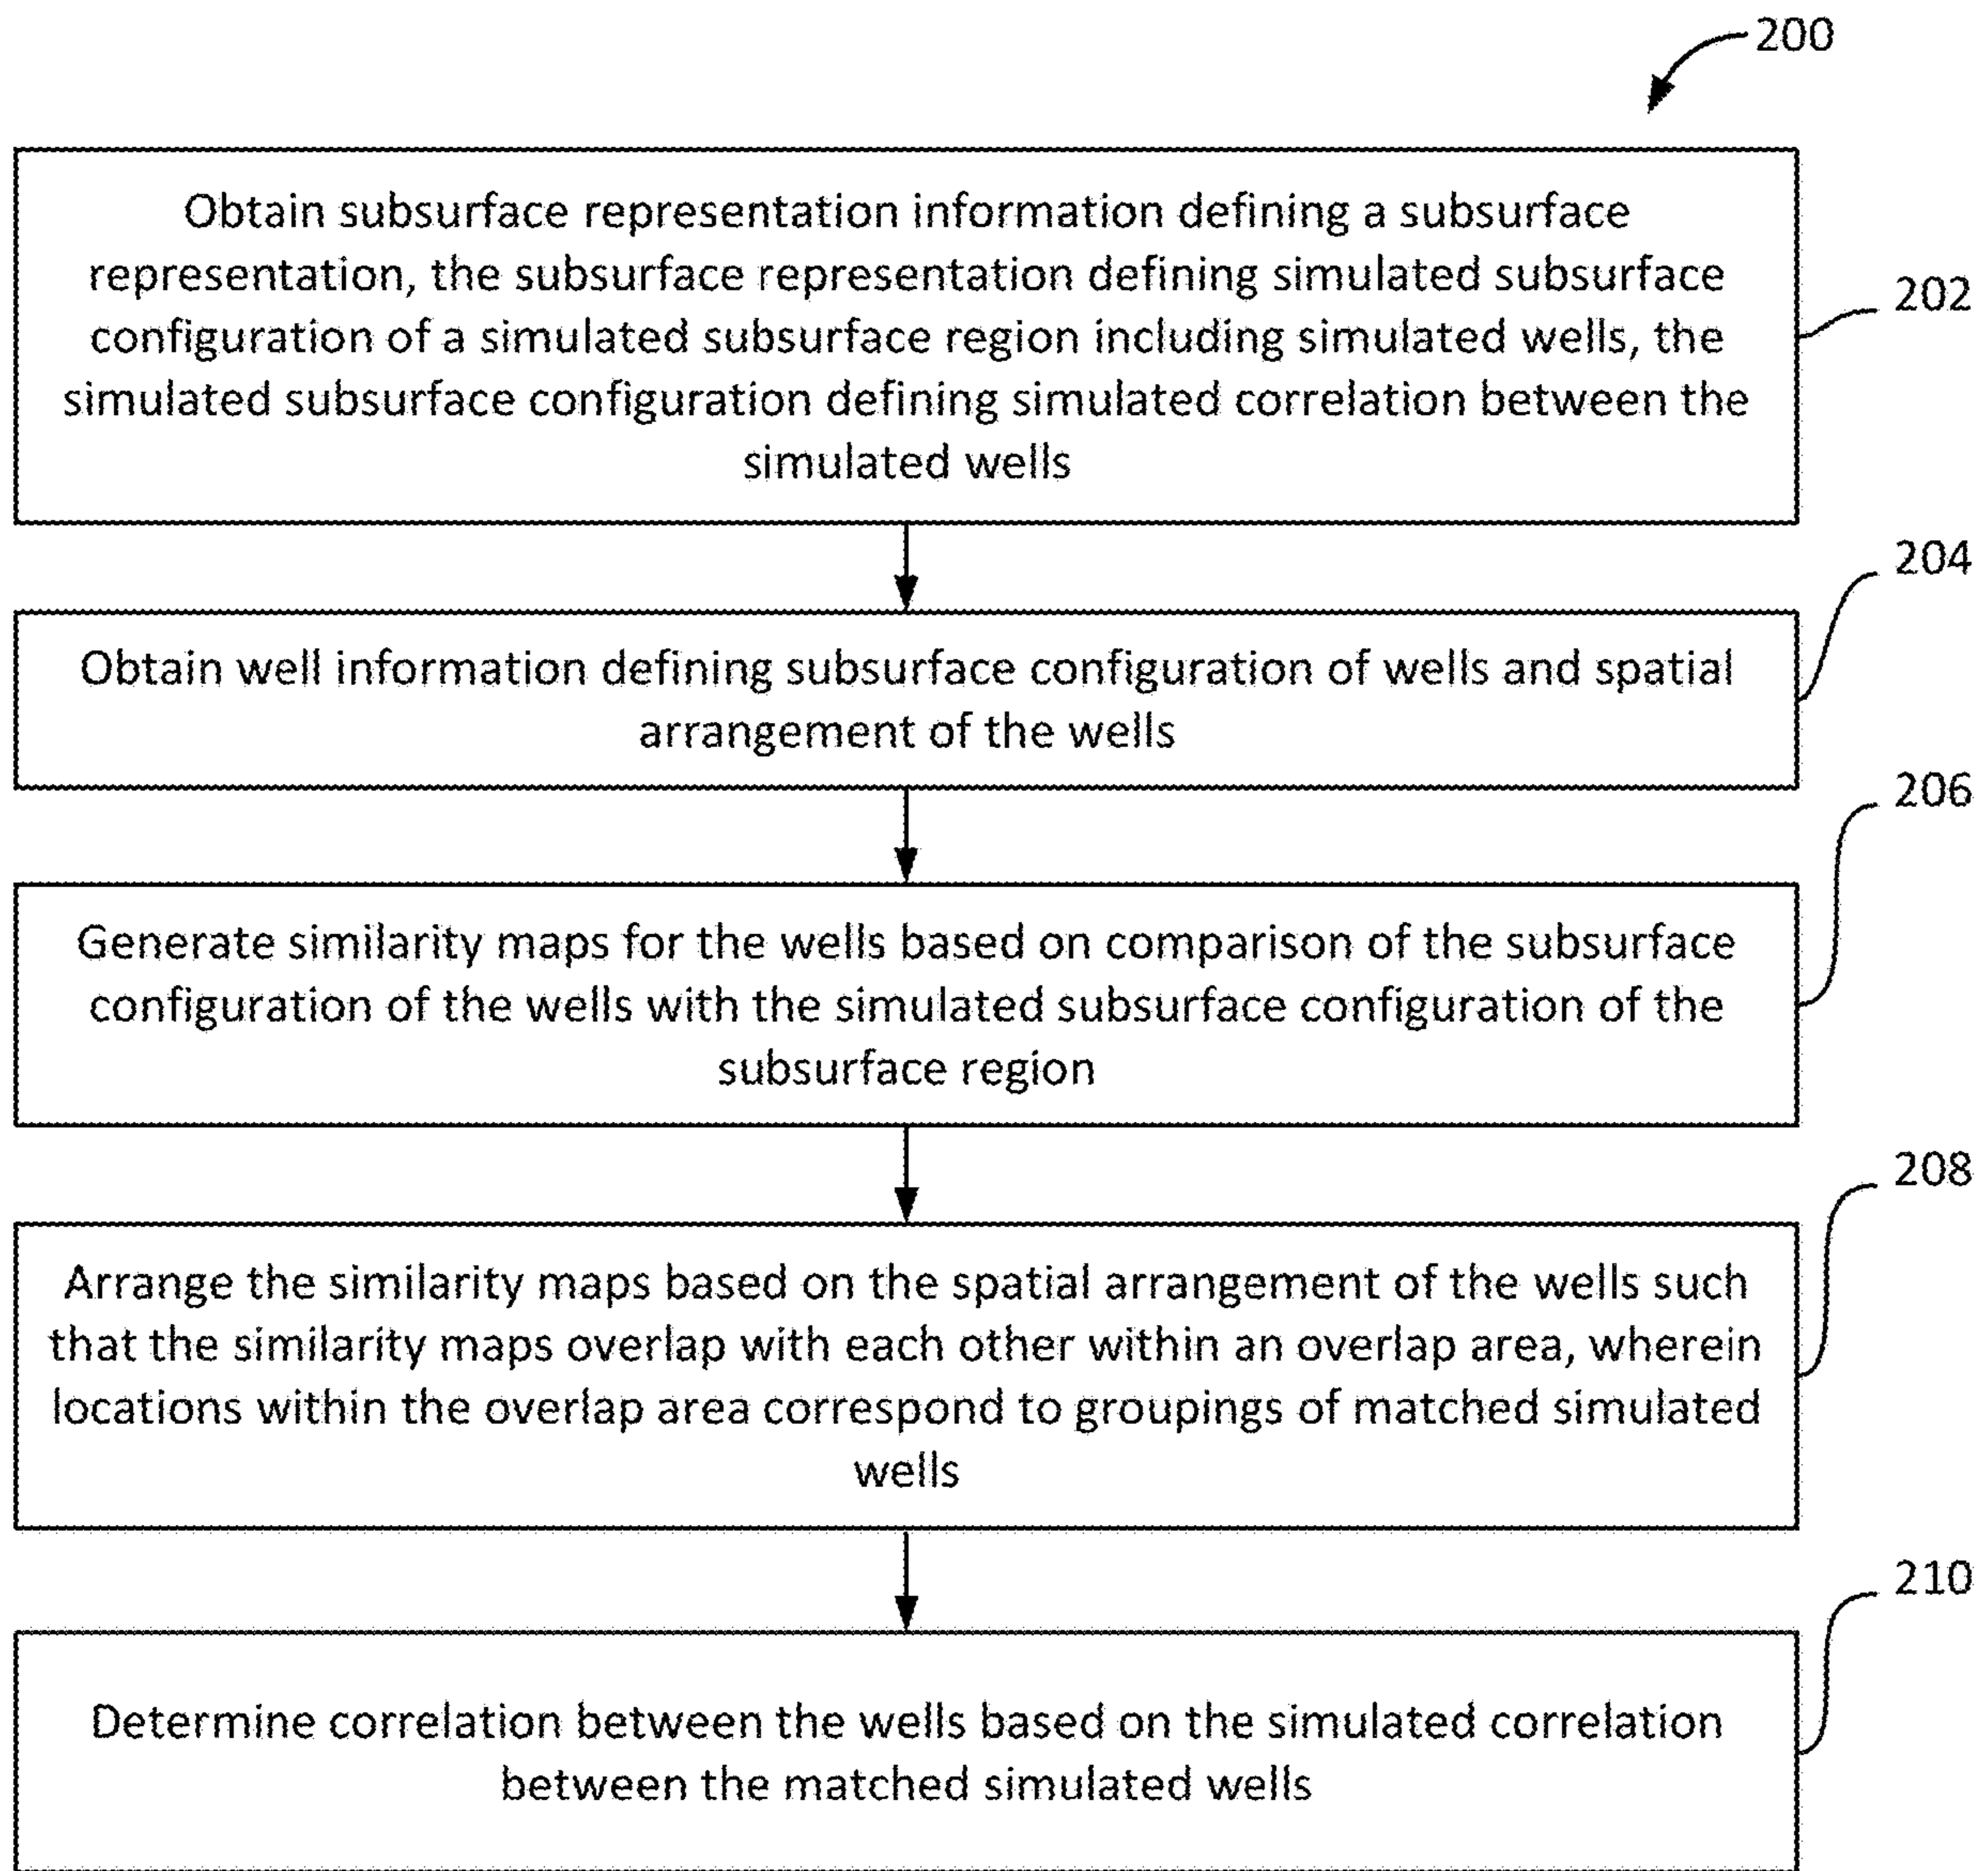 200
Obtain subsurface representation information defining a subsurface
representation, the subsurface representation defining simulated subsurface
configuration of a simulated subsurface region including simulated wells, the
simulated subsurface configuration defining simulated correlation between the
simulated wells
202
204
Obtain well information defining subsurface configuration of wells and spatial
arrangement of the wells
206
Generate similarity maps for the wells based on comparison of the subsurface
configuration of the wells with the simulated subsurface configuration of the
subsurface region
208
Arrange the similarity maps based on the spatial arrangement of the wells such
that the similarity maps overlap with each other within an overlap area, wherein
locations within the overlap area correspond to groupings of matched simulated
wells
210
Determine correlation between the wells based on the simulated correlation
between the matched simulated wells